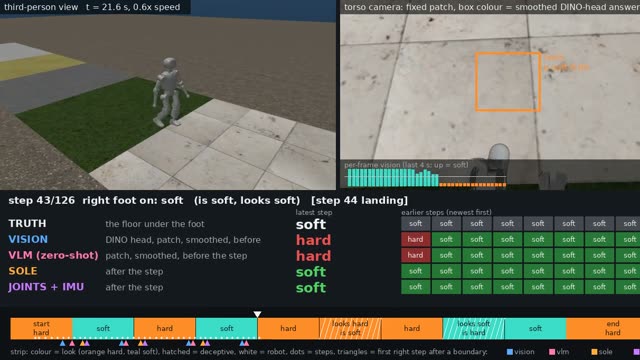 third-person view   t = 21.6 s, 0.6x speed
torso camera: fixed patch, box colour = smoothed DINO-head answer
per-frame vision (last 4 s; up = soft)
step 43/126  right foot on: soft   (is soft, looks soft)   [step 44 landing]
latest step
earlier steps (newest first)
TRUTH the floor under the foot soft soft soft soft soft soft soft soft soft
VISION DINO head, patch, smoothed, before hard hard soft soft soft soft soft soft soft
VLM (zero-shot) patch, smoothed, before the step hard hard soft soft soft soft soft soft soft
SOLE after the step soft soft soft soft soft soft soft soft soft
JOINTS + IMU after the step soft soft soft soft soft soft soft soft soft
start hard soft hard soft hard looks hard is soft hard looks soft is hard soft end hard
strip: colour = look (orange hard, teal soft), hatched = deceptive, white = robot, dots = steps, triangles = first right step after a boundary: vision vlm sole